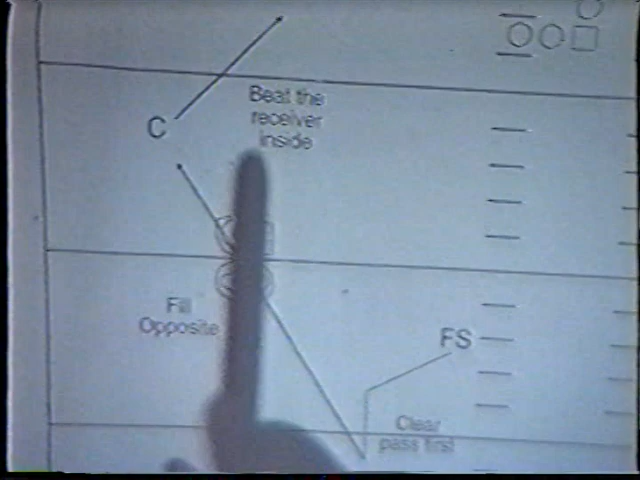 Beat the
receiver
inside
C
Fill
Opposite
FS
Clear
pass first